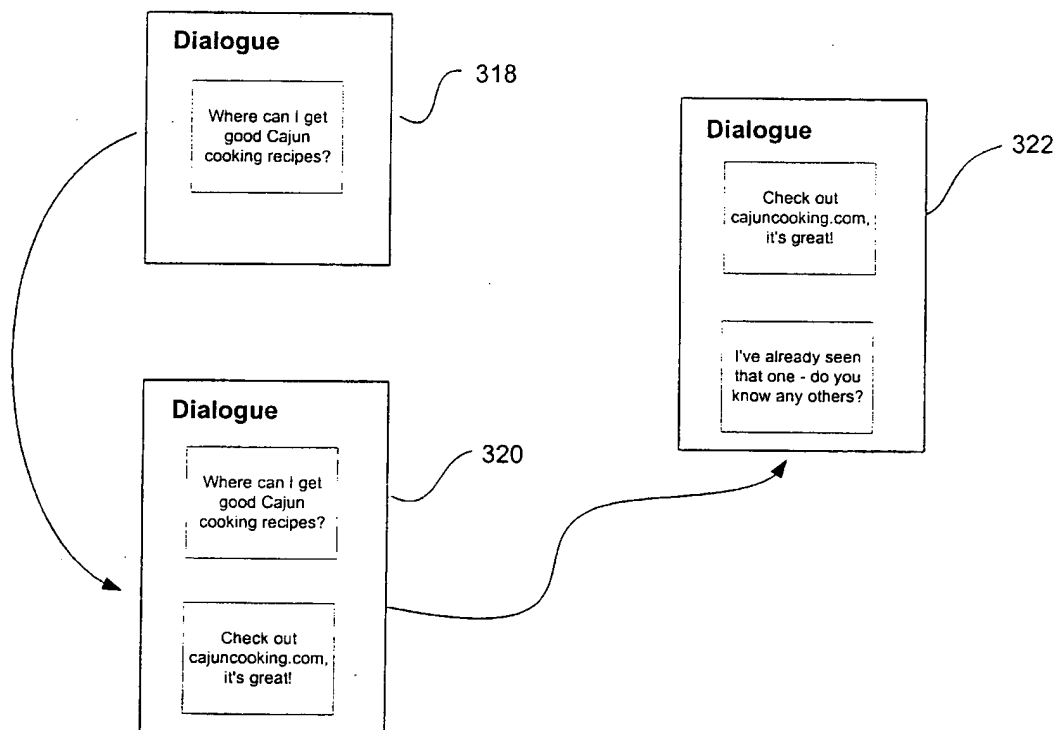 Dialogue
Where can I get
good Cajun
cooking recipes?
318
Dialogue
Where can I get
good Cajun
cooking recipes?
Check out
cajuncooking.com,
it's great!
320
Dialogue
Check out
cajuncooking.com,
it's great!
I've already seen
that one - do you
know any others?
322